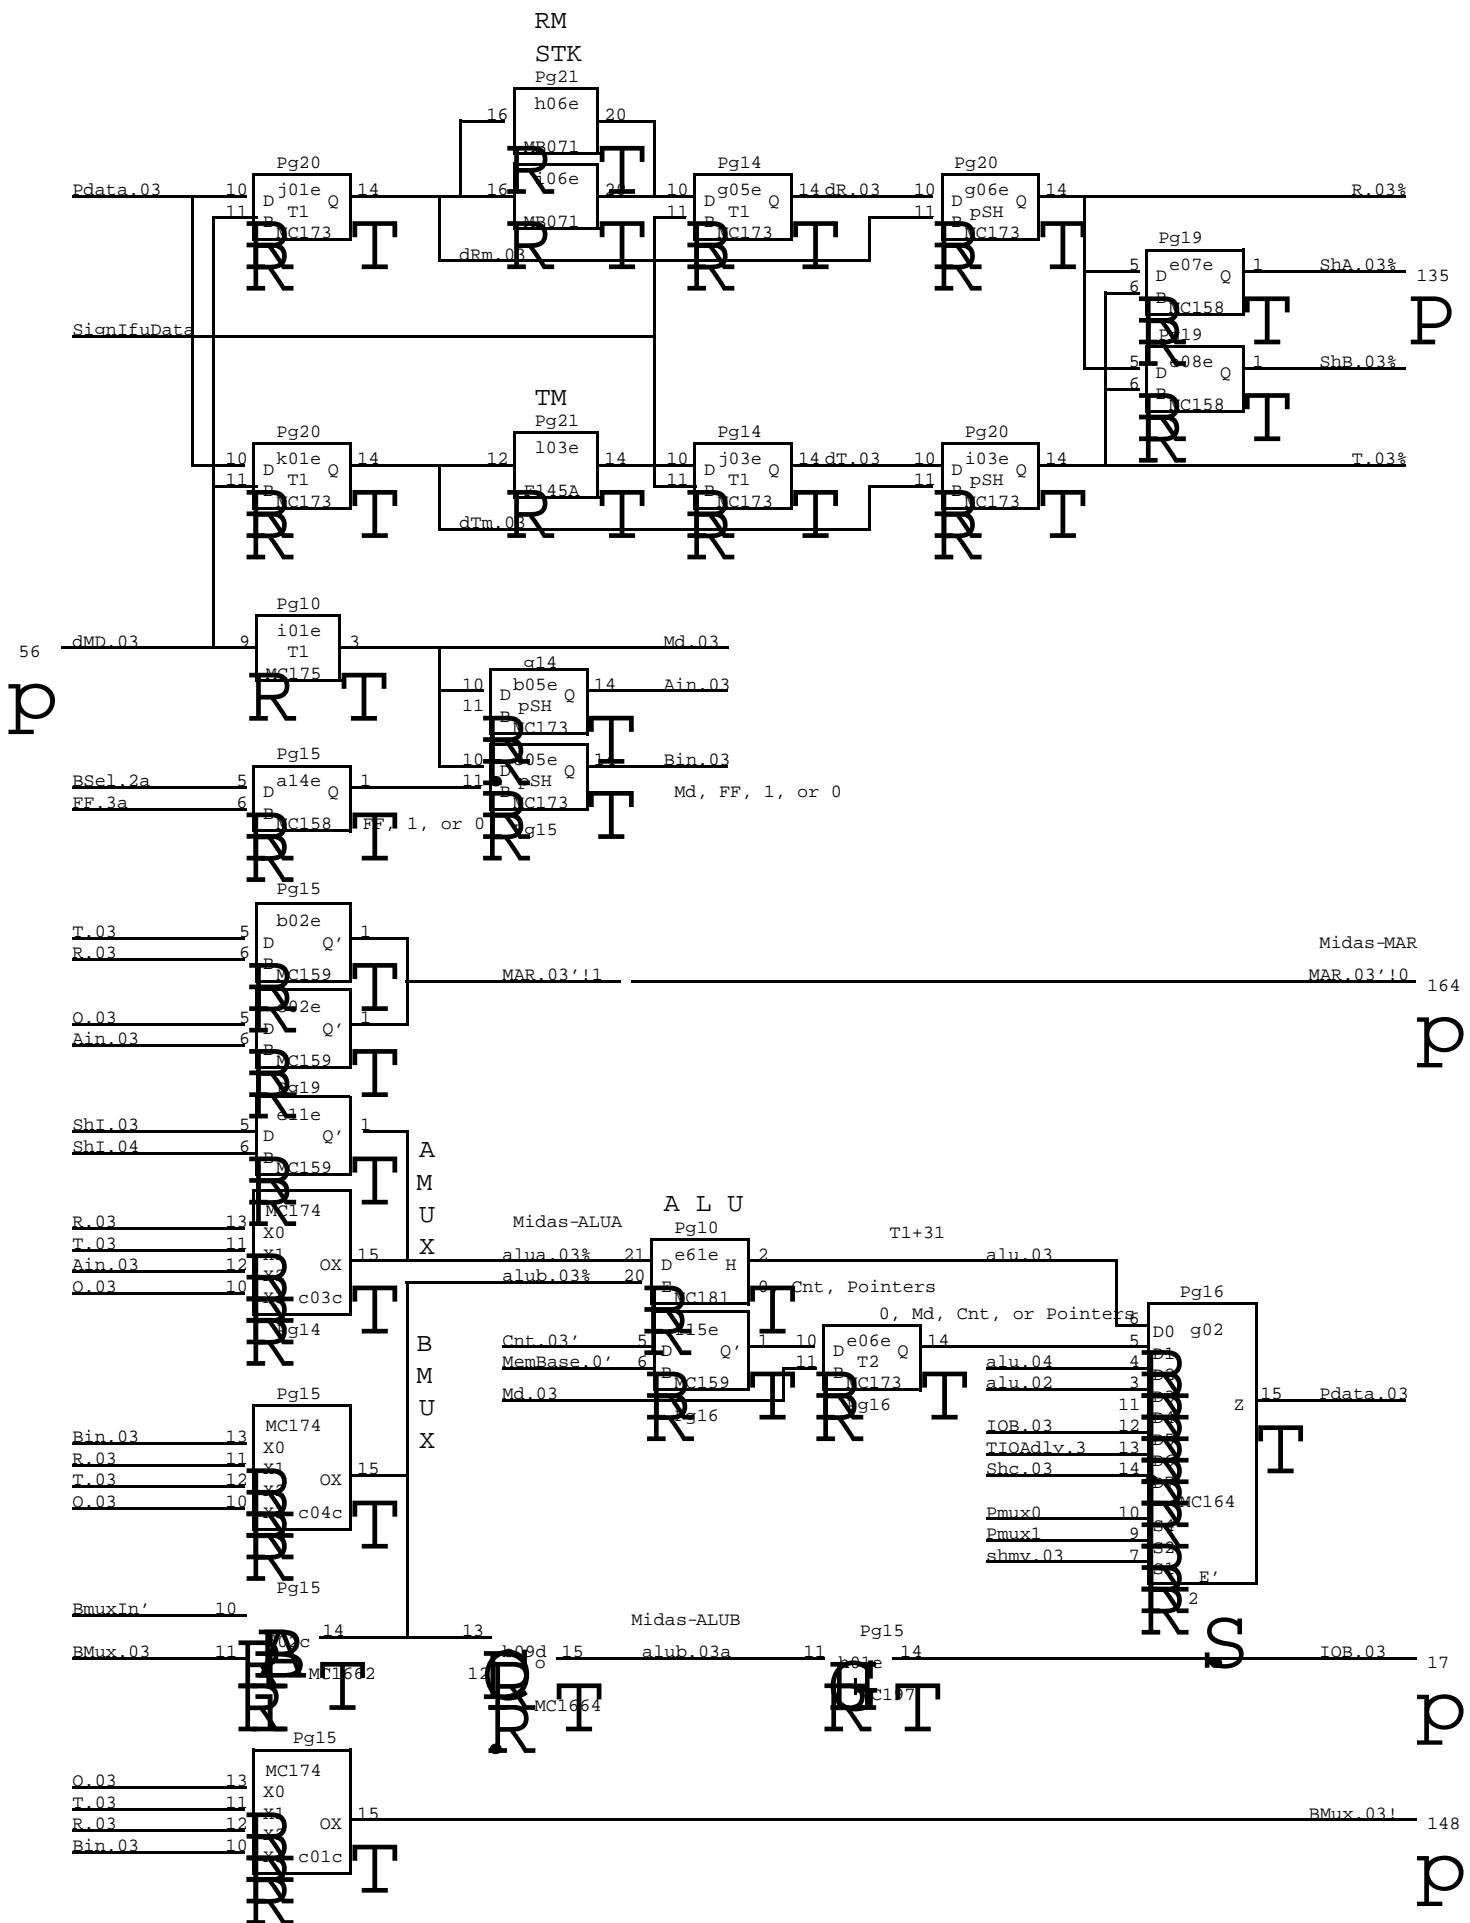 RM
STK
Pg21
h06e
16
20
MB071
Pg20
Pg14
Pg20
Pdata.03
10 j01e 14
16 i06e 20
10 g05e 14 dR.03
10 g06e 14
R.03%
D Q
11 T1
MB071
D Q
11 T1
D Q
11 pSH
B
MC173
B
MC173
B
MC173
R T
R T
dRm.03
Pg19
5 e07e 1 ShA.03%
135
D Q
6
B
MC158
P
R T
SignIfuData
Pg19
5 e08e 1 ShB.03%
D Q
6
B
MC158
R T
TM
Pg20
Pg21
Pg14
Pg20
10 k01e 14
12 l03e 14
10 j03e 14 dT.03
10 i03e 14
T.03%
D Q
11 T1
D Q
11 T1
D Q
11 pSH
B
MC173
F145A
B
MC173
B
MC173
R T
dTm.03
Pg10
56
dMD.03
9 i01e 3
Md.03
T1
MC175
p
R T
g14
10 b05e 14 Ain.03
D Q
11 pSH
B
MC173
R T
Pg15
10 c05e 14 Bin.03
D Q
11 pSH
B
MC173
Pg15
Md, FF, 1, or 0
BSel.2a
5 a14e 1
D Q
FF.3a
6
B
MC158
FF, 1, or 0
R T
Pg15
b02e
T.03 5 1
D Q'
R.03 6
B
MC159
R T
Midas-MAR
MAR.03'!1
MAR.03'!0
164
p
O.03 5 1
D Q'
Ain.03 6
B
MC159
R T
Pg19
e11e
ShI.03 5 1
D Q'
ShI.04 6
B
MC159
R T
A
M
U
X
MC174
R.03 13 X0
T.03 11 X1
Ain.03 12
OX 15
O.03 10
c03c
Pg14
R T
A L U
Midas-ALUA
Pg10
T1+31
alua.03% 21 e61e 2 alu.03
D H
alub.03% 20
MC181
0, Cnt, Pointers
0, Md, Cnt, or Pointers
R T
Cnt.03' 5 1
D Q'
MemBase.0' 6
B
MC159
Md.03
Pg16
10 e06e 14
D Q
11 T2
B
MC173
Pg16
R T
Pg16
g02
6 D0
5 D1
alu.04 4
alu.02 3
11
IOB.03 12
TIOAdly.3 13
Shc.03 14
MC164
Pmux0 10
Pmux1 9
shmv.03 7
E'
2
Z 15 Pdata.03
R T
S
B
M
U
X
Pg15
MC174
Bin.03 13 X0
R.03 11 X1
T.03 12
OX 15
O.03 10
c04c
R T
Pg15
BmuxIn' 10
14
BMux.03 11
MC1662
B
R T
Midas-ALUB
13
b09d 15
12
MC1664
R T
alub.03a
Pg15
11 h01e 14
G
R T
IOB.03
17
p
Pg15
MC174
O.03 13 X0
T.03 11 X1
R.03 12
OX 15
Bin.03 10
c01c
R T
BMux.03!
148
p